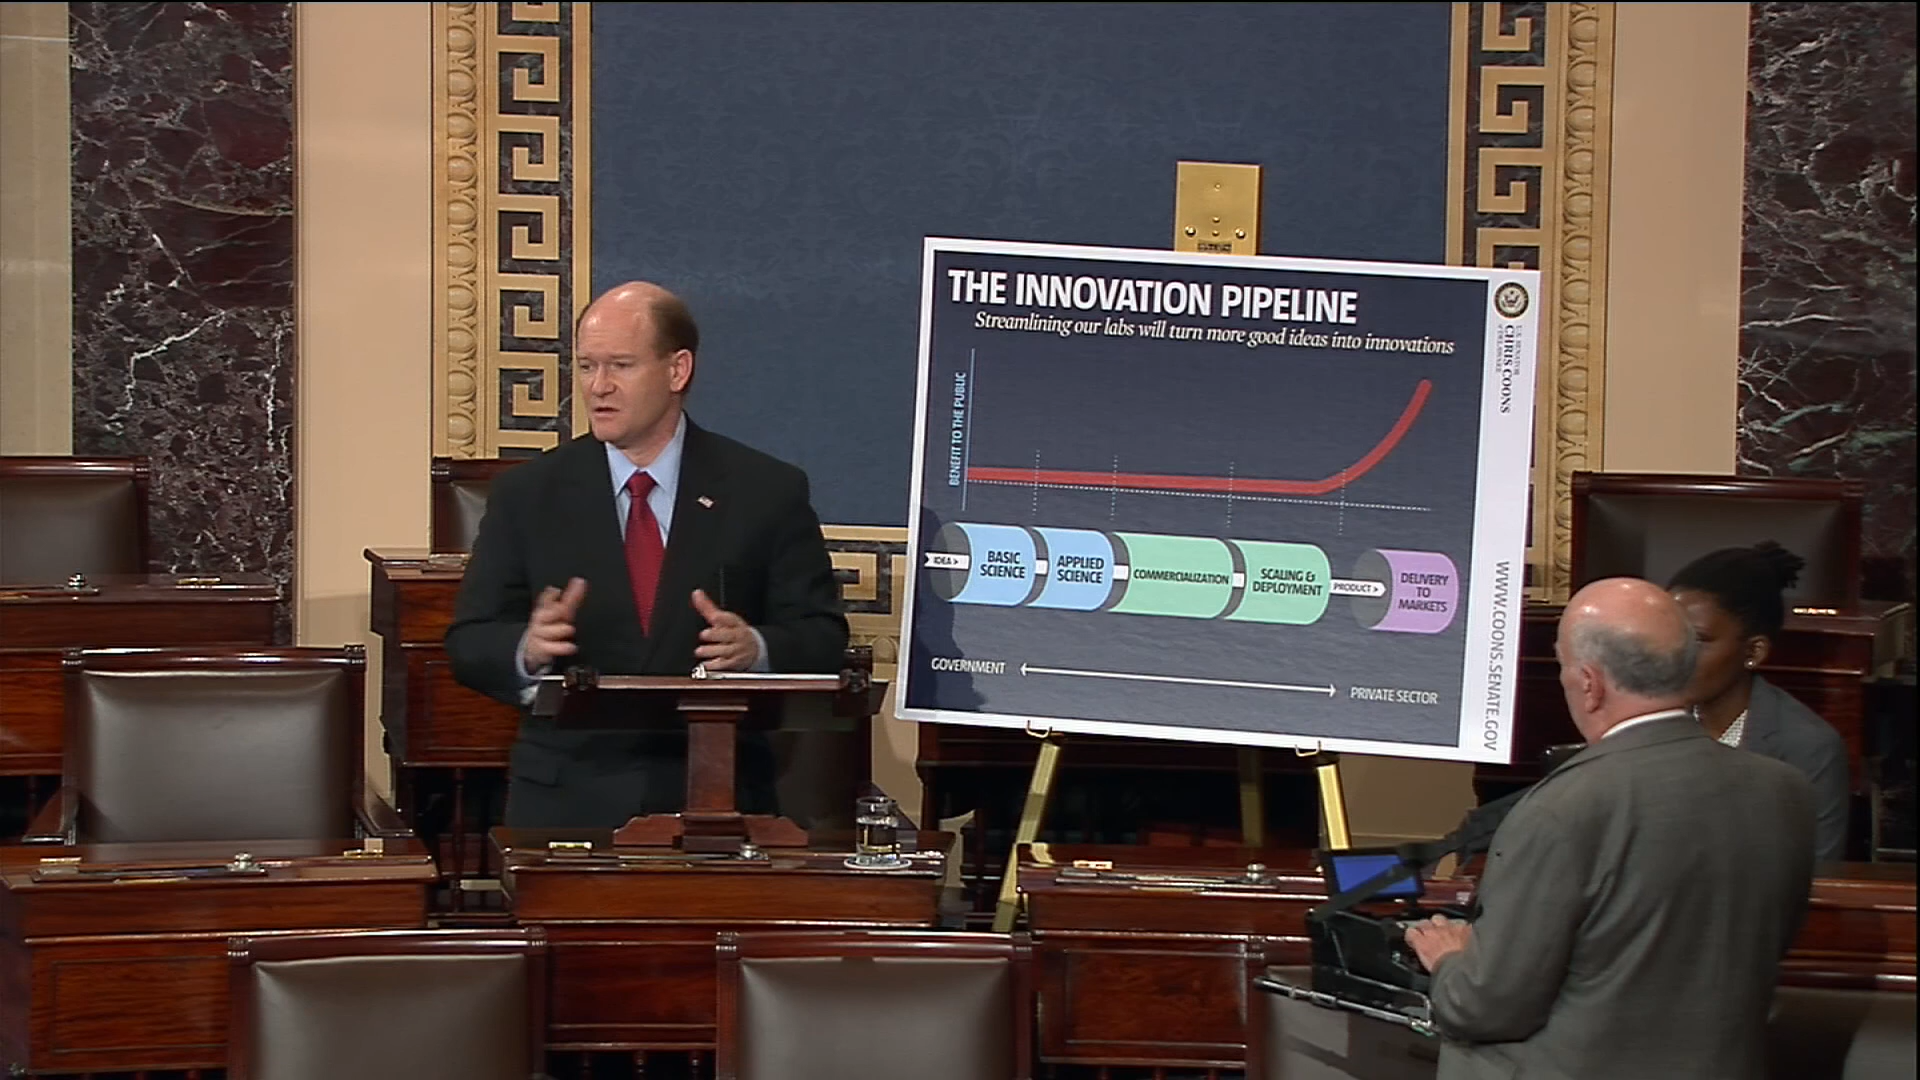 THE INNOVATION PIPELINE
Streamlining our labs will turn more good ideas into innovations
BENEFIT TO THE PUBLIC
IDEA >
BASIC
SCIENCE
APPLIED
SCIENCE
COMMERCIALIZATION
SCALING &
DEPLOYMENT
PRODUCT >
DELIVERY
TO
MARKETS
GOVERNMENT
PRIVATE SECTOR
U.S. SENATOR
CHRIS COONS
of DELAWARE
WWW.COONS.SENATE.GOV